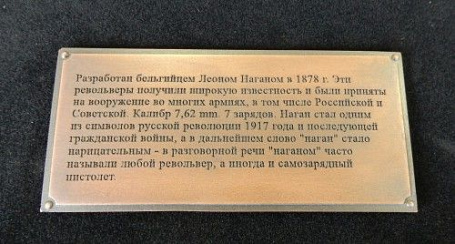 Разработан бельгийцем Леоном Наганом в 1878 г. Эти
револьверы получили широкую известность и были приняты
на вооружение во многих армиях, в том числе Российской и
Советской. Калибр 7,62 mm. 7 зарядов. Наган стал одним
из символов русской революции 1917 года и последующей
гражданской войны, а в дальнейшем слово "наган" стало
нарицательным - в разговорной речи "наганом" часто
называли любой револьвер, а иногда и самозарядный
пистолет.